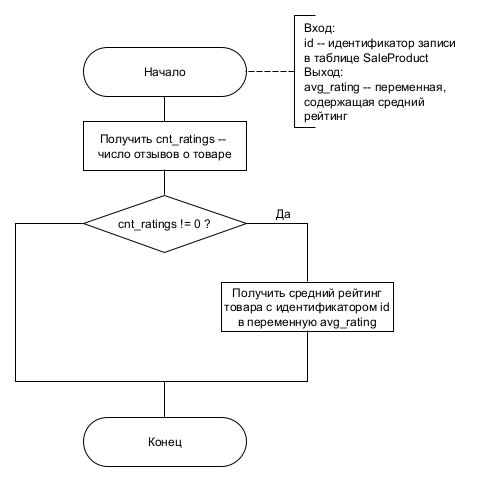 Начало
Вход:
id -- идентификатор записи
в таблице SaleProduct
Выход:
avg_rating -- переменная,
содержащая средний
рейтинг
Получить cnt_ratings --
число отзывов о товаре
cnt_ratings != 0 ?
Да
Получить средний рейтинг
товара с идентификатором id
в переменную avg_rating
Конец